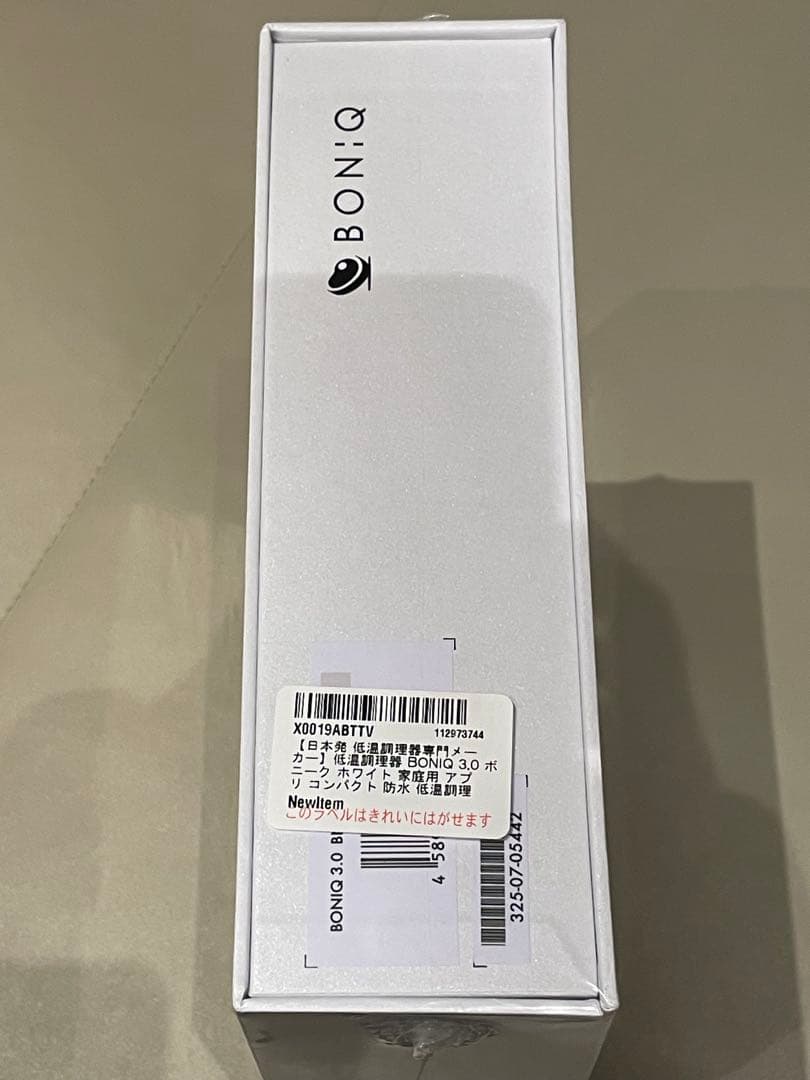 BONIQ
X0019ABTTV 112973744
【日本発 低温調理器専門メー
カー】低温調理器 BONIQ 3.0 ボ
ニーク ホワイト 家庭用 アプ
リ コンパクト 防水 低温調理
NewItem
このラベルはきれいにはがせます
BONIQ 3.0
4 58
325-07-05442